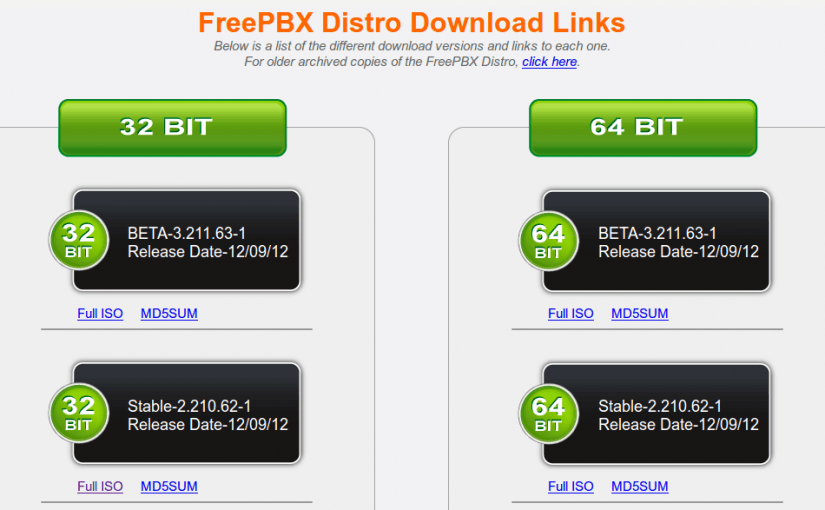 FreePBX Distro Download Links
Below is a list of the different download versions and links to each one.
For older archived copies of the FreePBX Distro, click here.
32 BIT
32
BIT
BETA-3.211.63-1
Release Date-12/09/12
Full ISO MD5SUM
32
BIT
Stable-2.210.62-1
Release Date-12/09/12
Full ISO MD5SUM
64 BIT
64
BIT
BETA-3.211.63-1
Release Date-12/09/12
Full ISO MD5SUM
64
BIT
Stable-2.210.62-1
Release Date-12/09/12
Full ISO MD5SUM